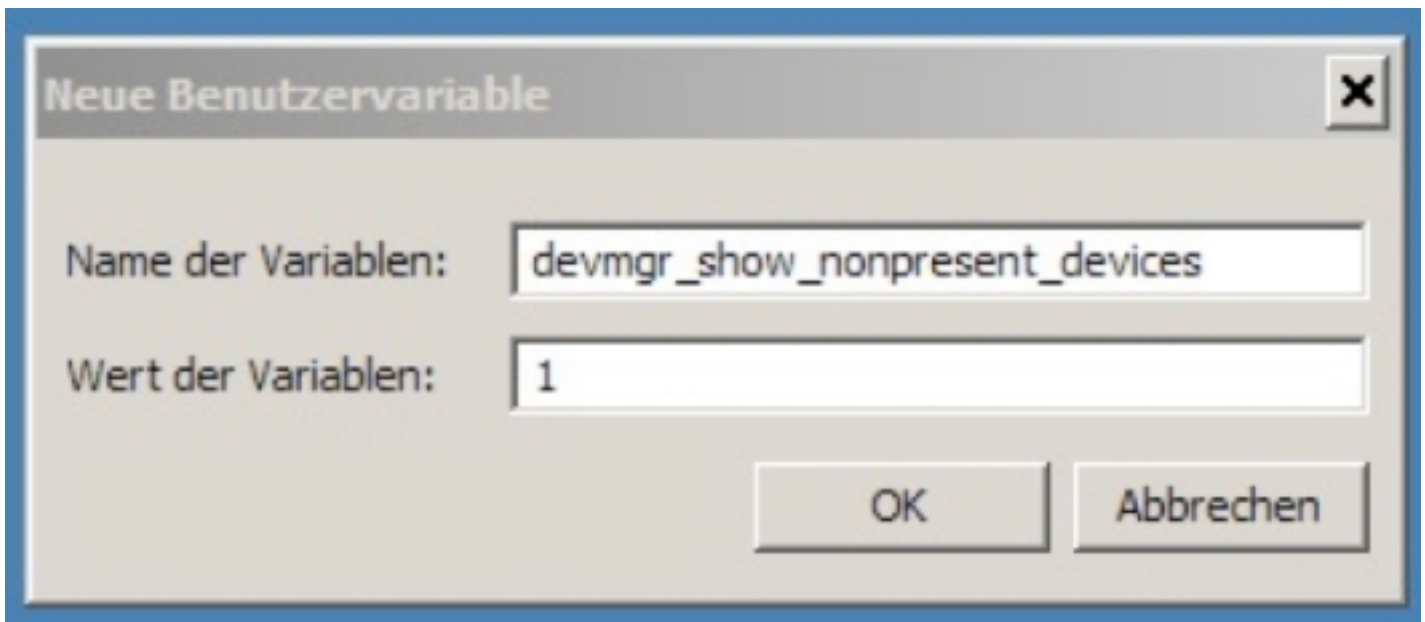 Neue Benutzervariable
Name der Variablen: devmgr_show_nonpresent_devices
Wert der Variablen: 1
OK Abbrechen